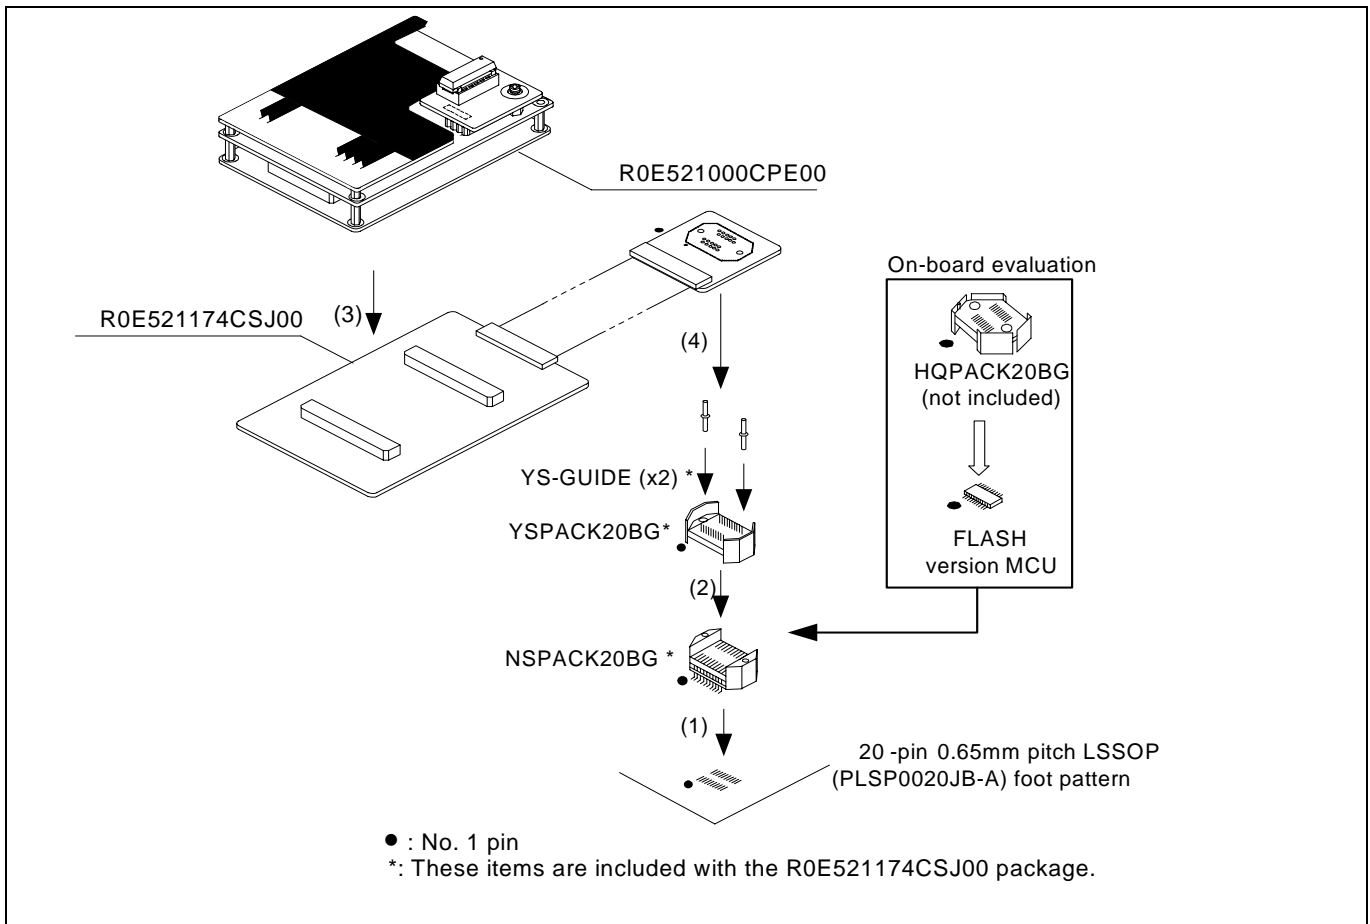 R0E521000CPE00
On-board evaluation
R0E521174CSJ00
(3)
(4)
HQPACK20BG
(not included)
YS-GUIDE (x2) *
YSPACK20BG*
FLASH
version MCU
(2)
NSPACK20BG *
(1)
20 -pin 0.65mm pitch LSSOP
(PLSP0020JB-A) foot pattern
● : No. 1 pin
*: These items are included with the R0E521174CSJ00 package.